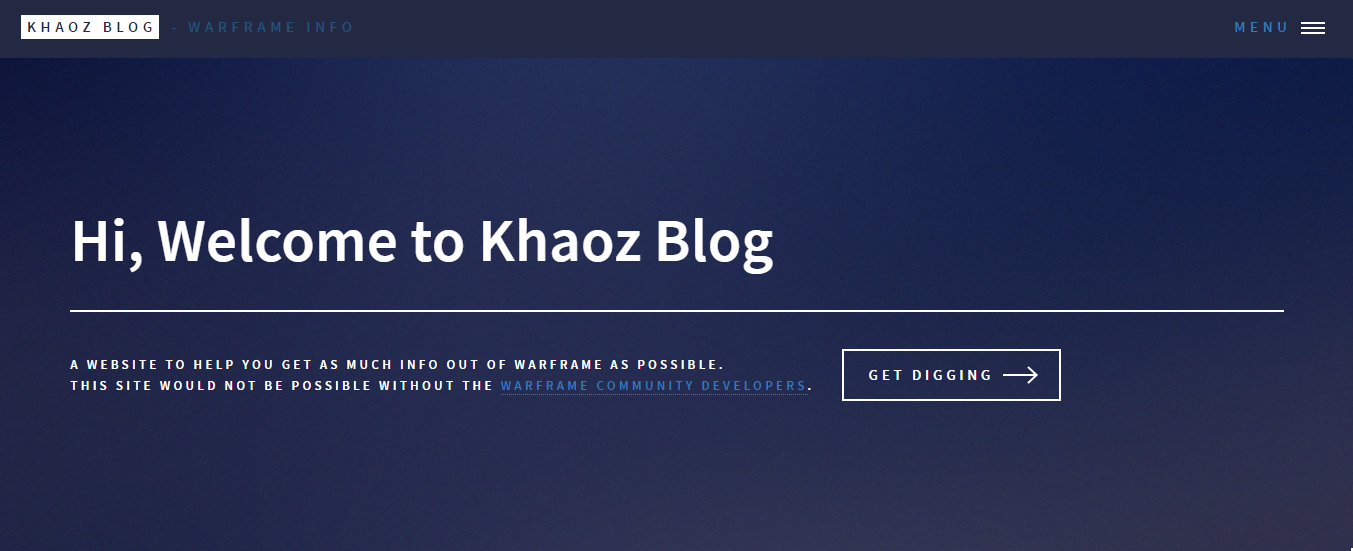 KHAOZ BLOG - WARFRAME INFO
MENU
Hi, Welcome to Khaoz Blog
A WEBSITE TO HELP YOU GET AS MUCH INFO OUT OF WARFRAME AS POSSIBLE.
THIS SITE WOULD NOT BE POSSIBLE WITHOUT THE WARFRAME COMMUNITY DEVELOPERS.
GET DIGGING